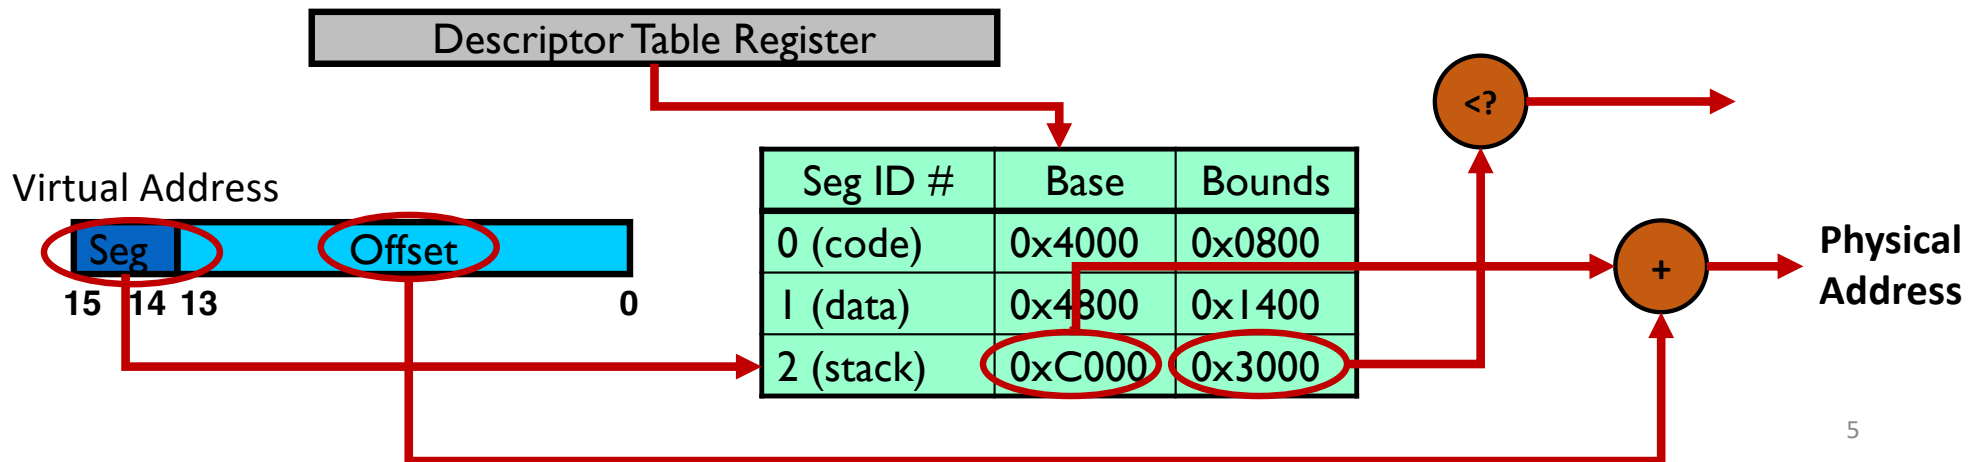 Descriptor Table Register
<?
Virtual Address
Seg Offset
15 14 13 0
Seg ID # Base Bounds
0 (code) 0x4000 0x0800
1 (data) 0x4800 0x1400
2 (stack) 0xC000 0x3000
+
Physical
Address
5